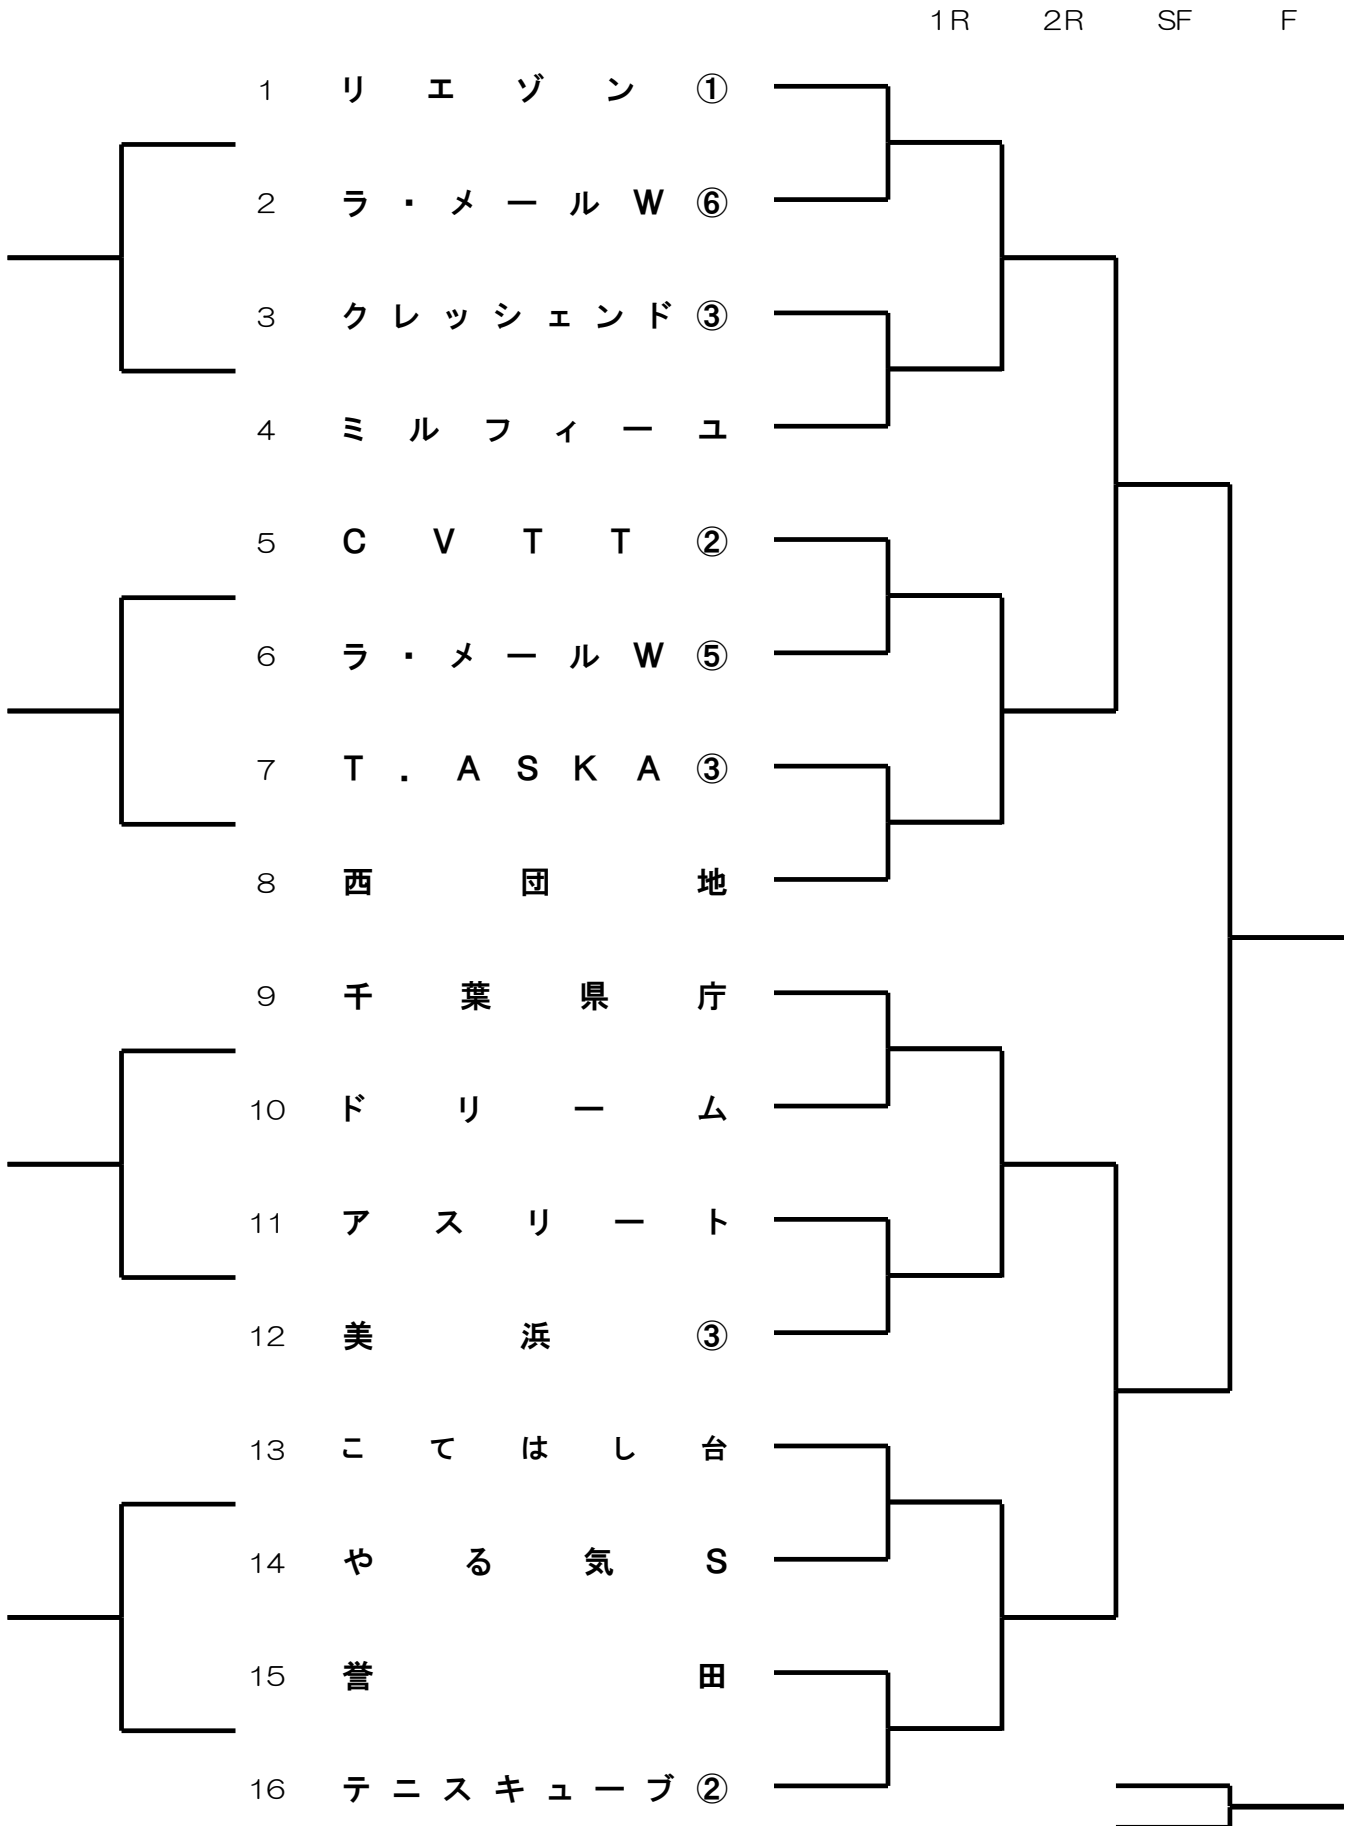 1R 2R SF F
1 リエゾン①
2 ラ・メールW⑥
3 クレッシェンド③
4 ミルフィーユ
5 CVTT②
6 ラ・メールW⑤
7 T.ASKA③
8 西団地
9 千葉県庁
10 ドリーム
11 アスリート
12 美浜③
13 こてはし台
14 やる気S
15 誉田
16 テニスキューブ②